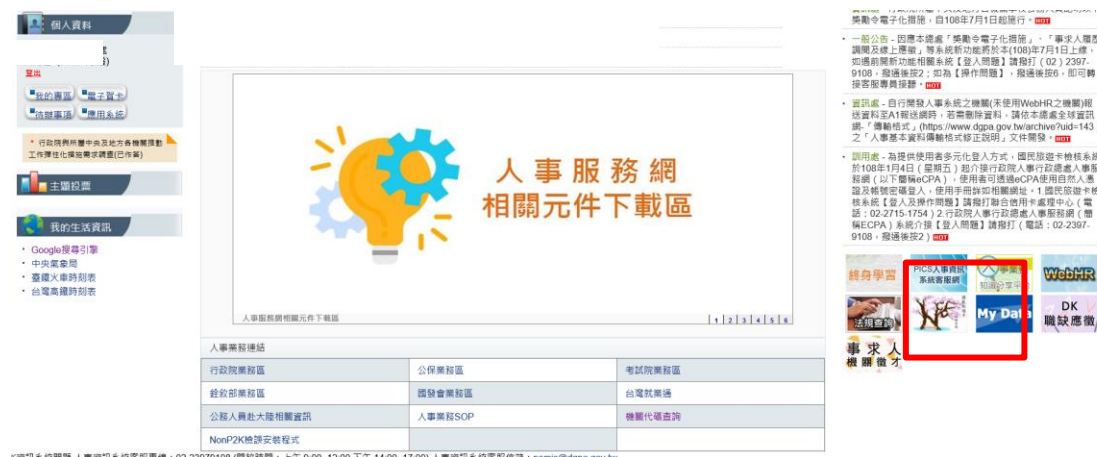 個人資料
登出
我的專區
電子賀卡
待辦事項
應用系統
* 行政院與所屬中央及地方各機關推動
工作彈性化措施需求調查(已作答)
主題投票
我的生活資訊
Google搜尋引擎
中央氣象局
臺鐵火車時刻表
台灣高鐵時刻表
人事服務網
相關元件下載區
人事服務網相關元件下載區
1 2 3 4 5 6
人事業務連結
行政院業務區 公保業務區 考試院業務區
銓敘部業務區 國發會業務區 台灣就業通
公務人員赴大陸相關資訊 人事業務SOP 機關代碼查詢
NonP2K檢誤安裝程式
獎勵令電子化措施,自108年7月1日起施行。HOT
一般公告 - 因應本總處「獎勵令電子化措施」、「事求人履歷
調閱及線上應徵」等系統新功能將於本(108)年7月1日上線,
如遇前開新功能相關系統【登入問題】請撥打(02)2397-
9108,撥通後按2;如為【操作問題】,撥通後按6,即可轉
接客服專員接聽。HOT
資訊處 - 自行開發人事系統之機關(未使用WebHR之機關)報
送資料至A1報送網時,若需刪除資料,請依本總處全球資訊
網-「傳輸格式」(https://www.dgpa.gov.tw/archive?uid=143
之「人事基本資料傳輸格式修正說明」文件開發。HOT
訓用處 - 為提供使用者多元化登入方式,國民旅遊卡檢核系統
於108年1月4日(星期五)起介接行政院人事行政總處人事服
務網(以下簡稱eCPA),使用者可透過eCPA使用自然人憑
證及帳號密碼登入,使用手冊詳如相關網址。1.國民旅遊卡檢
核系統【登入及操作問題】請撥打聯合信用卡處理中心(電
話:02-2715-1754)2.行政院人事行政總處人事服務網(簡
稱ECPA)系統介接【登入問題】請撥打(電話:02-2397-
9108,撥通後按2)HOT
終身學習
PICS人事資訊
系統客服網
知識分享平台
WebHR
法規查詢
My Data
DK
職缺應徵
事求人
機關徵才